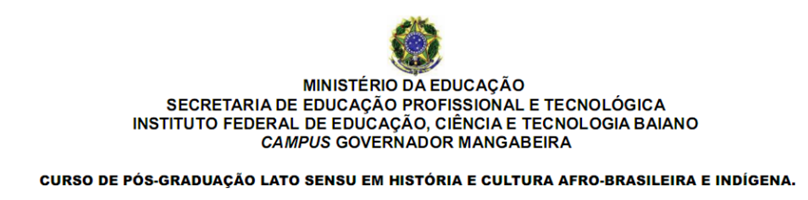 MINISTÉRIO DA EDUCAÇÃO
SECRETARIA DE EDUCAÇÃO PROFISSIONAL E TECNOLÓGICA
INSTITUTO FEDERAL DE EDUCAÇÃO, CIÊNCIA E TECNOLOGIA BAIANO
CAMPUS GOVERNADOR MANGABEIRA
CURSO DE PÓS-GRADUAÇÃO LATO SENSU EM HISTÓRIA E CULTURA AFRO-BRASILEIRA E INDÍGENA.